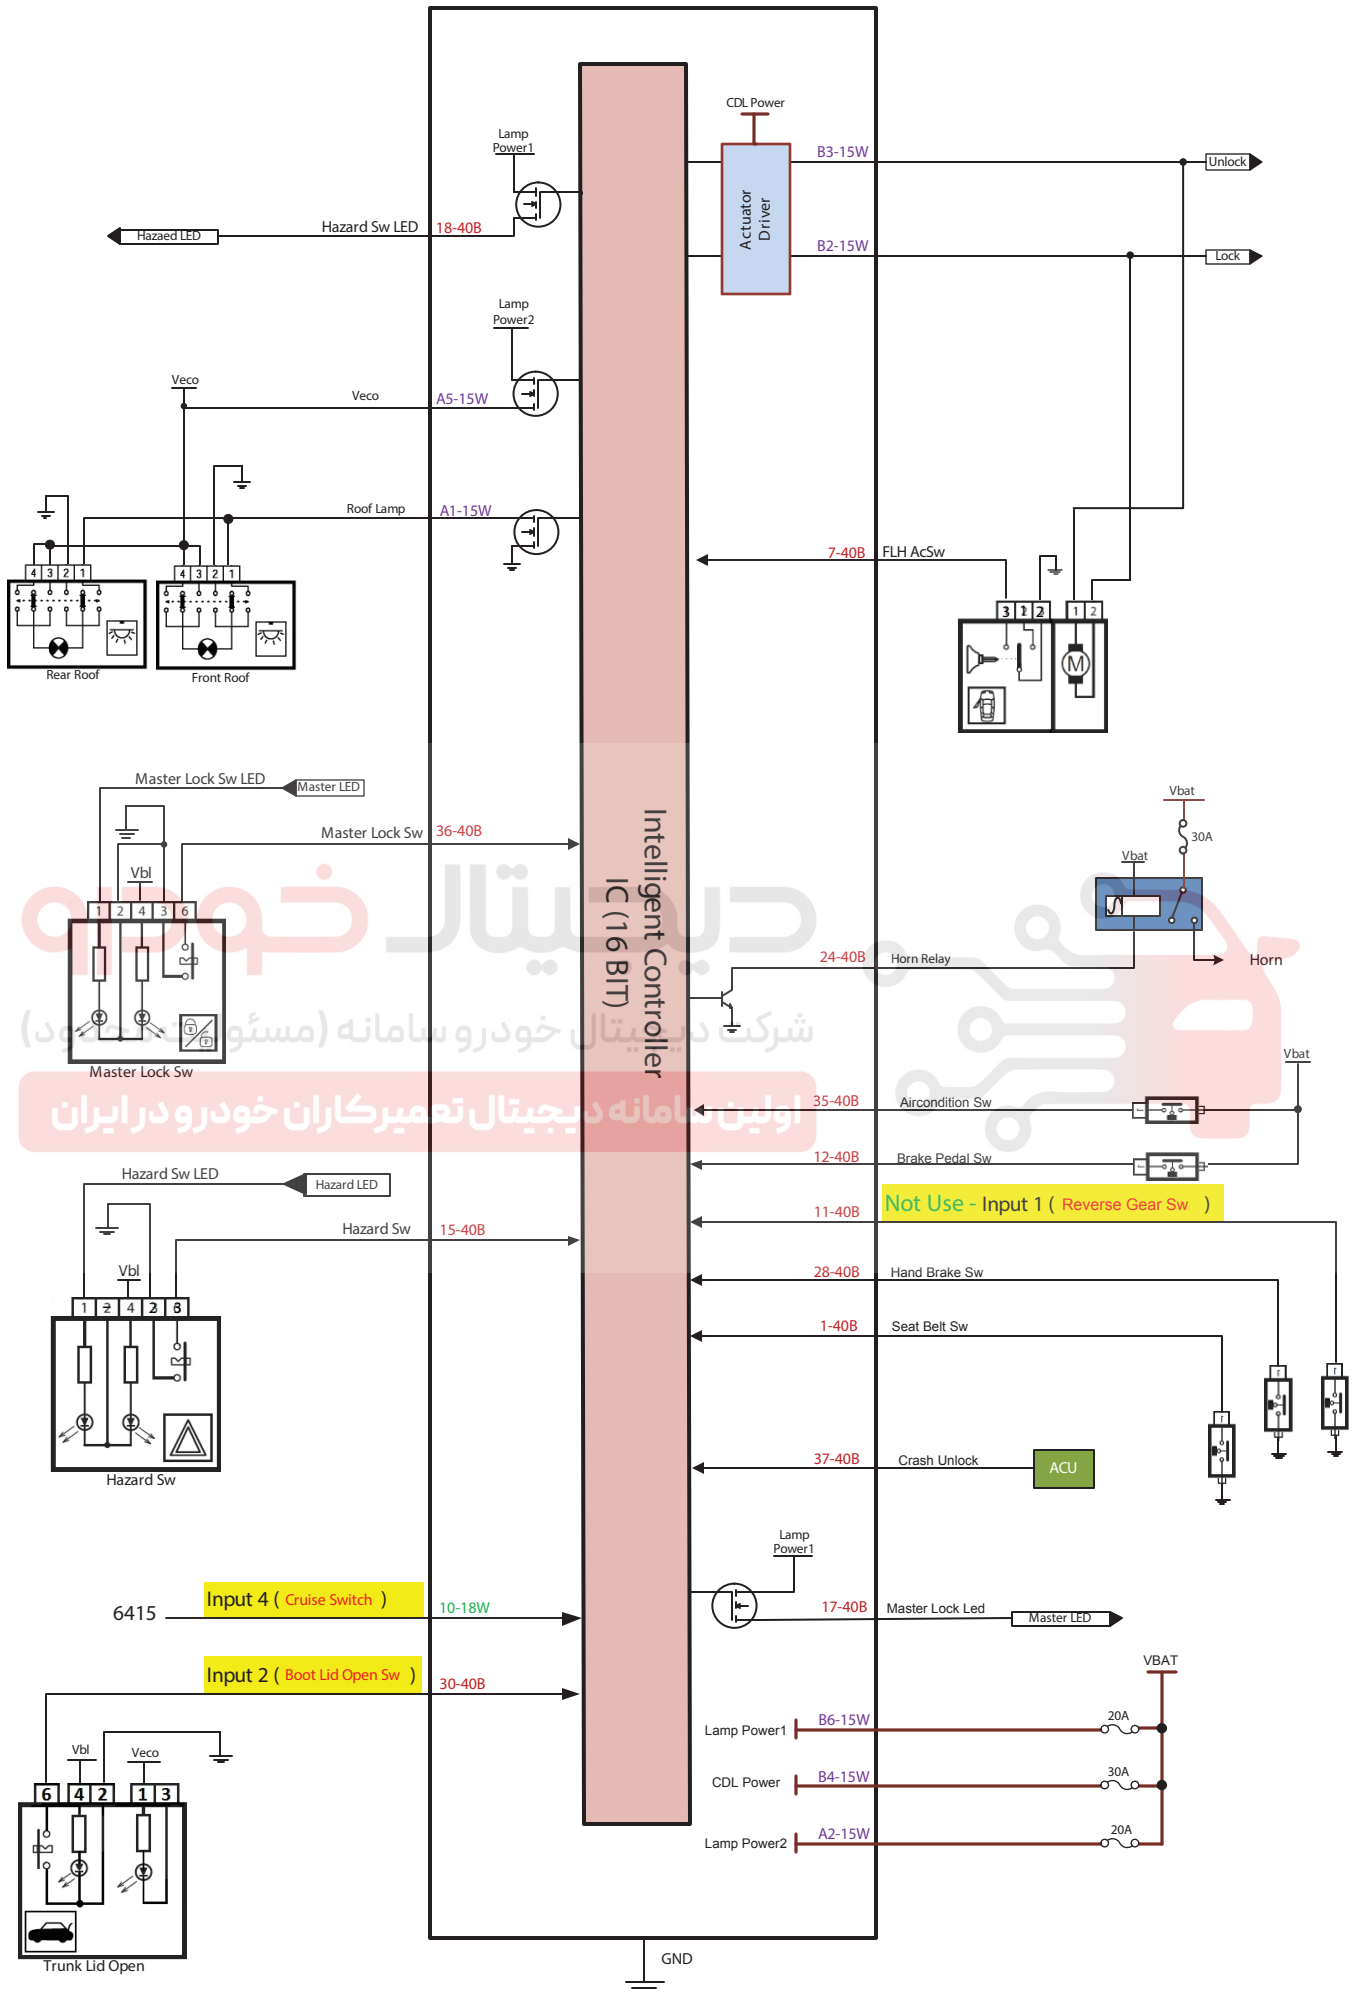 CDL Power
Lamp
Power1
Actuator
Driver
B3-15W
Unlock
Hazard Sw LED
18-40B
Hazaed LED
B2-15W
Lock
Lamp
Power2
Veco
Veco
A5-15W
Roof Lamp
A1-15W
7-40B
FLH AcSw
4 3 2 1
4 3 2 1
3 1 2
1 2
M
Rear Roof
Front Roof
Master Lock Sw LED
Master LED
Master Lock Sw
36-40B
Vbl
1 2 4 3 6
Master Lock Sw
Intelligent Controller
IC (16 BIT)
Vbat
30A
Vbat
24-40B
Horn Relay
Horn
دیجیتال خودرو
شرکت دیجیتال خودرو سامانه (مسئولیت محدود)
اولین سامانه دیجیتال تعمیرکاران خودرو در ایران
Vbat
35-40B
Aircondition Sw
12-40B
Brake Pedal Sw
Not Use - Input 1 ( Reverse Gear Sw )
11-40B
Hazard Sw LED
Hazard LED
Hazard Sw
15-40B
Vbl
1 2 4 3
Hazard Sw
28-40B
Hand Brake Sw
1-40B
Seat Belt Sw
37-40B
Crash Unlock
ACU
Lamp
Power1
Input 4 ( Cruise Switch )
6415
10-18W
17-40B
Master Lock Led
Master LED
Input 2 ( Boot Lid Open Sw )
30-40B
VBAT
Lamp Power1
B6-15W
20A
CDL Power
B4-15W
30A
Lamp Power2
A2-15W
20A
Vbl
Veco
6 4 2 1 3
Trunk Lid Open
GND